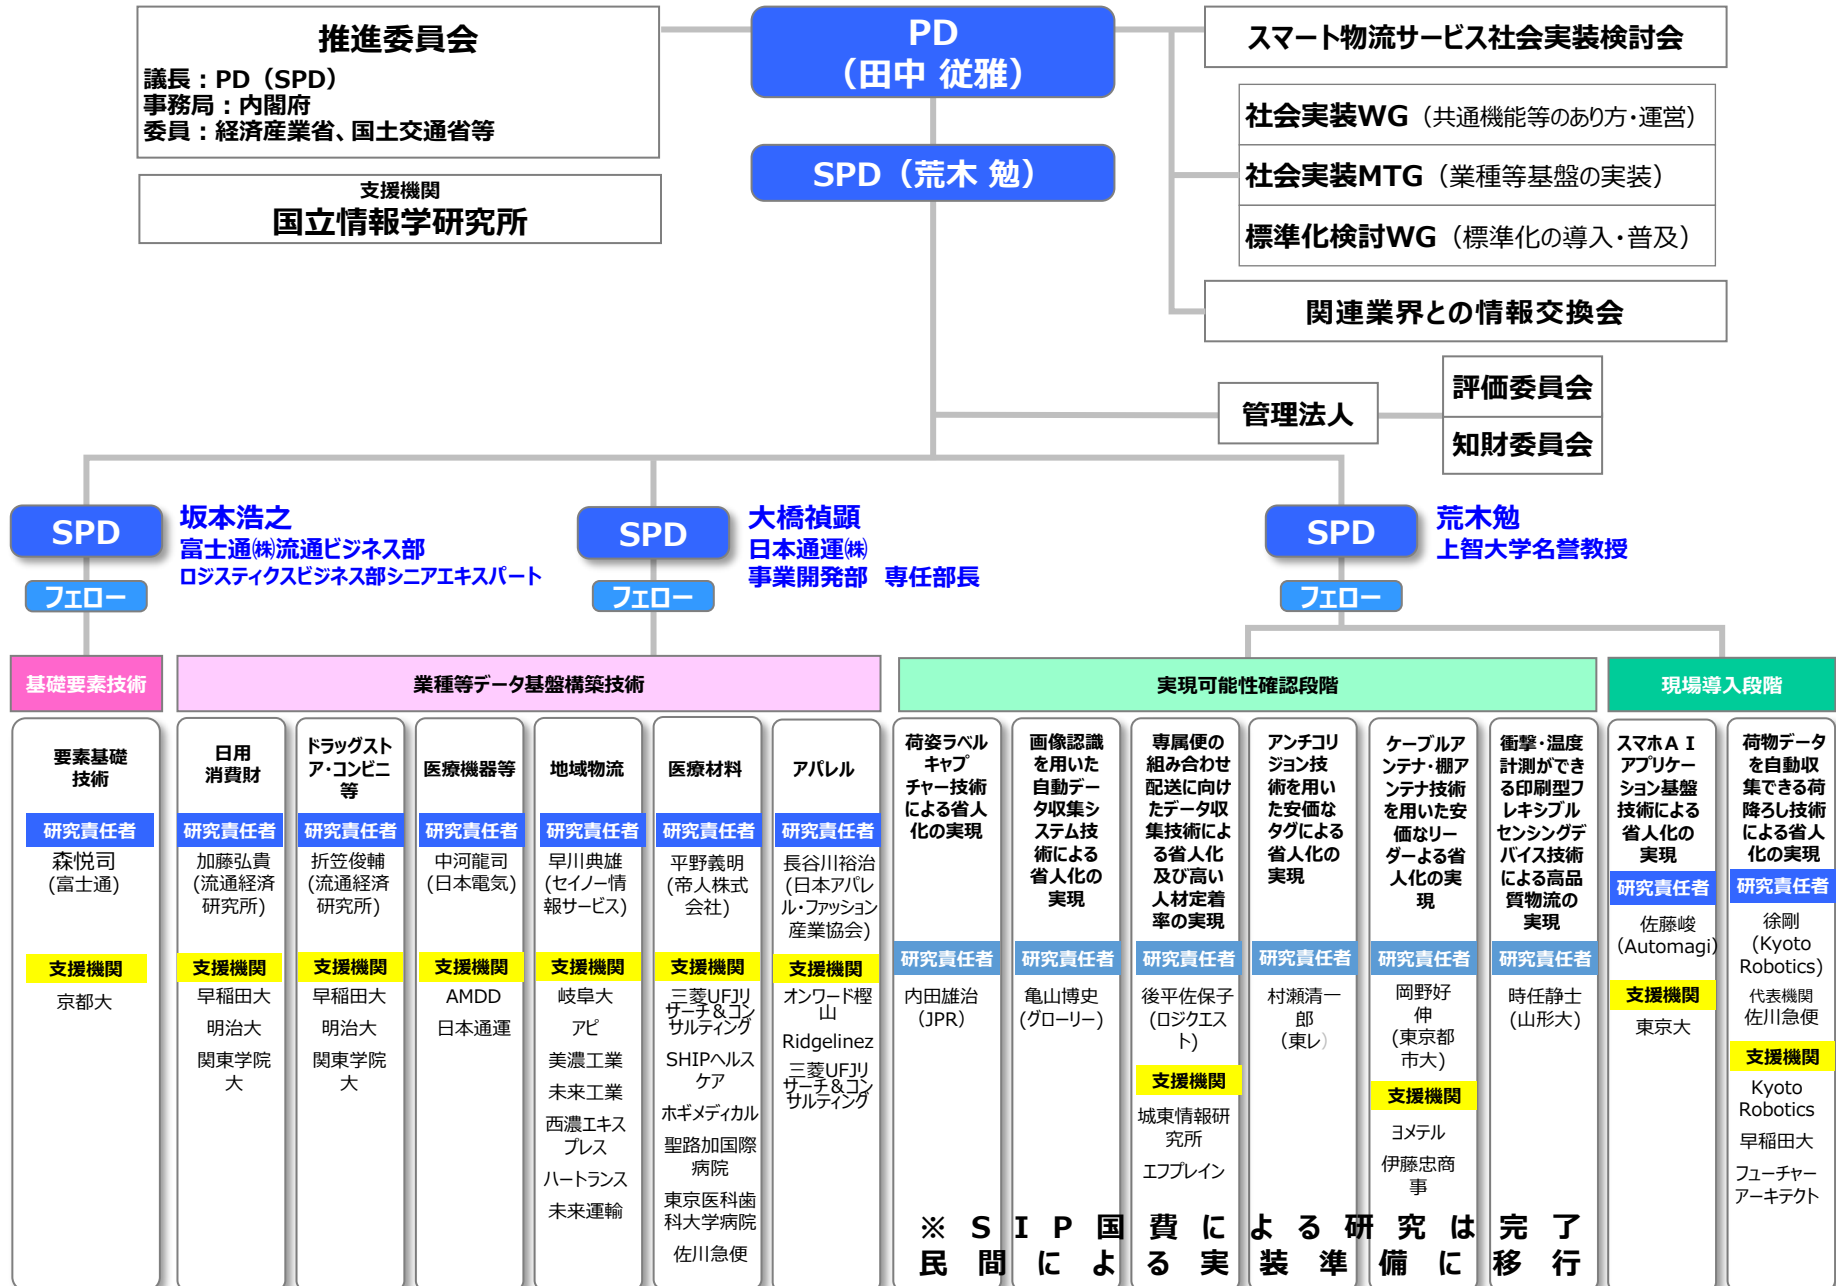 推進委員会
議長：PD（SPD）
事務局：内閣府
委員：経済産業省、国土交通省等
支援機関
国立情報学研究所
PD
（田中 従雅）
SPD（荒木 勉）
スマート物流サービス社会実装検討会
社会実装WG（共通機能等のあり方・運営）
社会実装MTG（業種等基盤の実装）
標準化検討WG（標準化の導入・普及）
関連業界との情報交換会
管理法人
評価委員会
知財委員会
SPD
フェロー
坂本浩之
富士通㈱流通ビジネス部
ロジスティクスビジネス部シニアエキスパート
SPD
フェロー
大橋禎顕
日本通運㈱
事業開発部 専任部長
SPD
フェロー
荒木勉
上智大学名誉教授
基礎要素技術
業種等データ基盤構築技術
実現可能性確認段階
現場導入段階
要素基礎
技術
研究責任者
森悦司
(富士通)
支援機関
京都大
日用
消費財
研究責任者
加藤弘貴
(流通経済
研究所)
支援機関
早稲田大
明治大
関東学院
大
ドラッグスト
ア・コンビニ
等
研究責任者
折笠俊輔
(流通経済
研究所)
支援機関
早稲田大
明治大
関東学院
大
医療機器等
研究責任者
中河龍司
(日本電気)
支援機関
AMDD
日本通運
地域物流
研究責任者
早川典雄
(セイノー情
報サービス)
支援機関
岐阜大
アピ
美濃工業
未来工業
西濃エキス
プレス
ハートランス
未来運輸
医療材料
研究責任者
平野義明
(帝人株式
会社)
支援機関
三菱UFJリ
サーチ＆コン
サルティング
SHIPヘルス
ケア
ホギメディカル
聖路加国際
病院
東京医科歯
科大学病院
佐川急便
アパレル
研究責任者
長谷川裕治
(日本アパレ
ル・ファッション
産業協会)
支援機関
オンワード樫
山
Ridgelinez
三菱UFJリ
サーチ＆コン
サルティング
荷姿ラベル
キャプ
チャー技術
による省人
化の実現
研究責任者
内田雄治
（JPR）
画像認識
を用いた
自動デー
タ収集シ
ステム技
術による
省人化の
実現
研究責任者
亀山博史
(グローリー)
専属便の
組み合わせ
配送に向け
たデータ収
集技術によ
る省人化
及び高い
人材定着
率の実現
研究責任者
後平佐保子
(ロジクエス
ト)
支援機関
城東情報研
究所
エフプレイン
アンチコリ
ジョン技
術を用い
た安価な
タグによる
省人化の
実現
研究責任者
村瀬清一
郎
（東レ）
ケーブルア
ンテナ・棚ア
ンテナ技術
を用いた安
価なリー
ダーよる省
人化の実
現
研究責任者
岡野好
伸
(東京都
市大)
支援機関
ヨメテル
伊藤忠商
事
衝撃・温度
計測ができ
る印刷型フ
レキシブル
センシングデ
バイス技術
による高品
質物流の
実現
研究責任者
時任静士
(山形大)
スマホＡＩ
アプリケー
ション基盤
技術による
省人化の
実現
研究責任者
佐藤峻
（Automagi）
支援機関
東京大
荷物データ
を自動収
集できる荷
降ろし技術
による省人
化の実現
研究責任者
徐剛
(Kyoto
Robotics)
代表機関
佐川急便
支援機関
Kyoto
Robotics
早稲田大
フューチャー
アーキテクト
※ＳＩＰ国費による研究は完了
民間による実装準備に移行